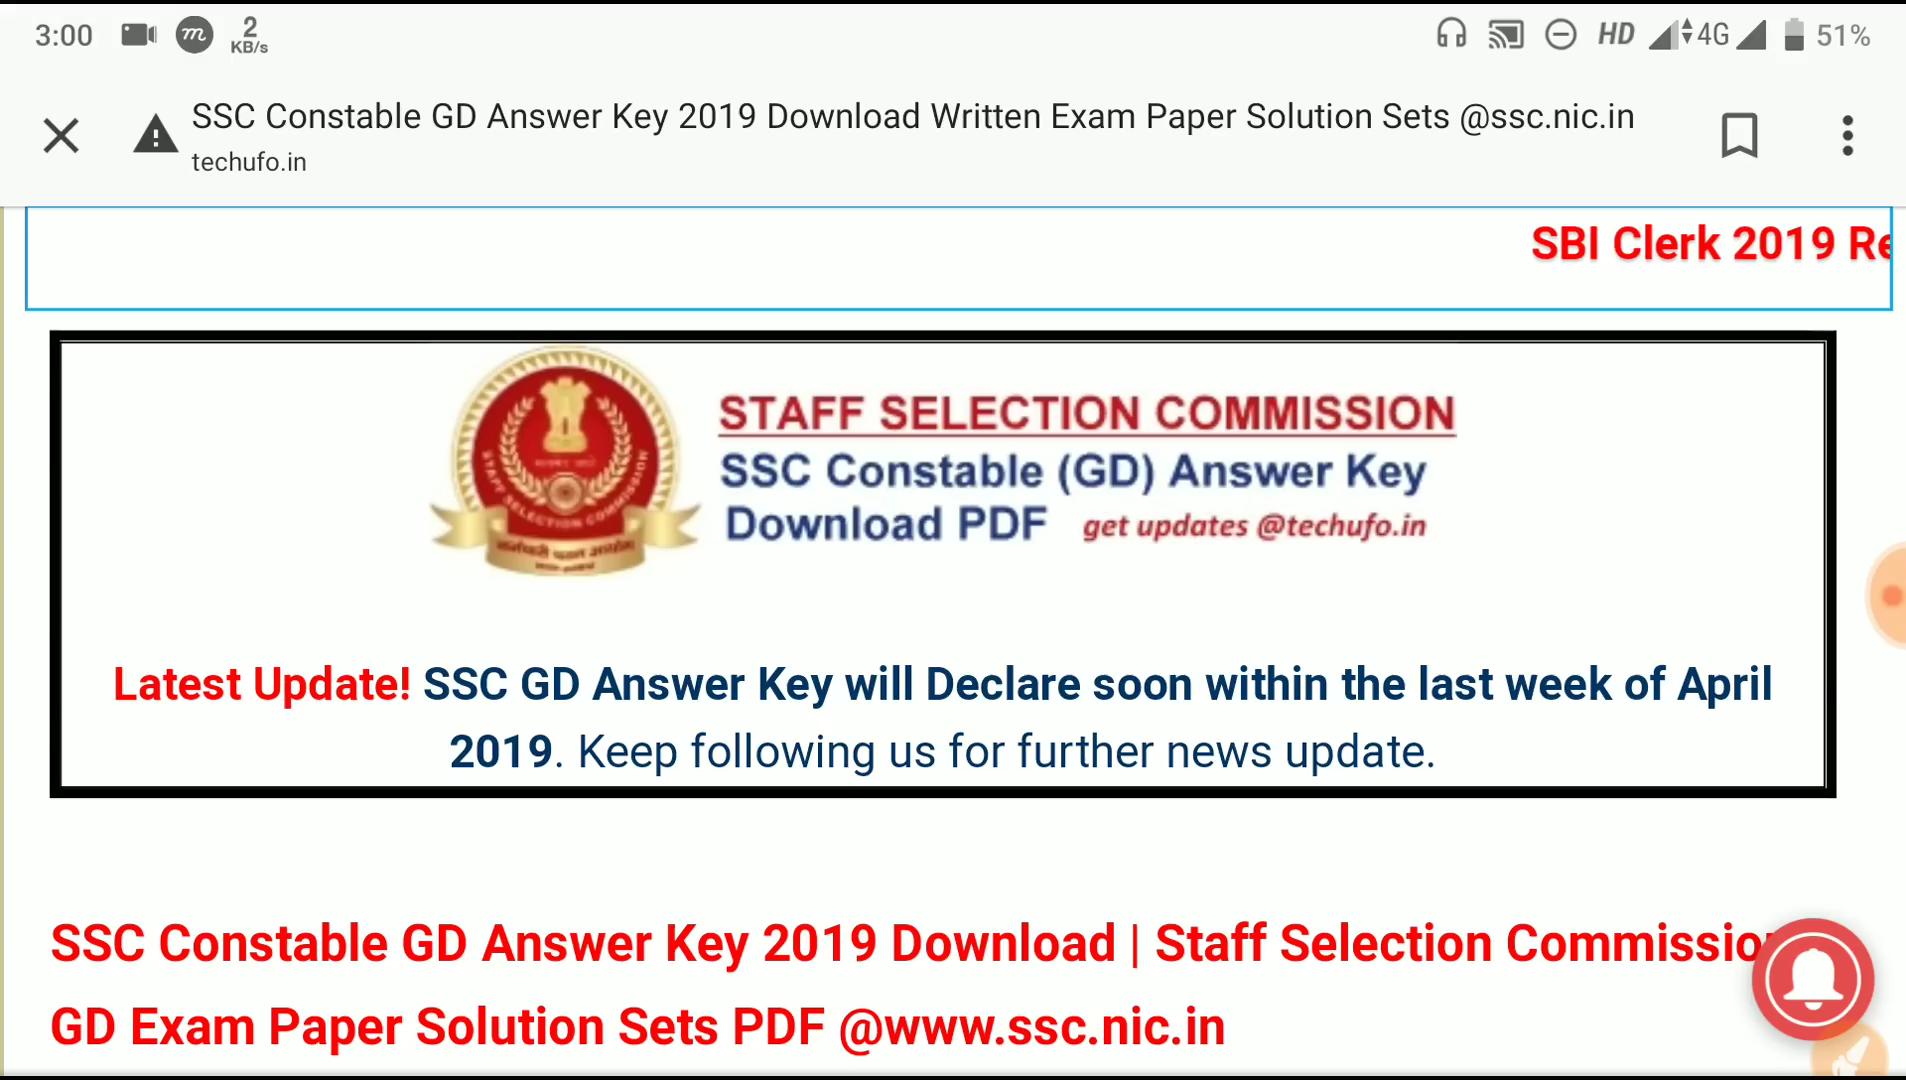 3:00 m 2 KB/s HD 4G 51%
SSC Constable GD Answer Key 2019 Download Written Exam Paper Solution Sets @ssc.nic.in
techufo.in
SBI Clerk 2019 Re
STAFF SELECTION COMMISSION
STAFF SELECTION COMMISSION
SSC Constable (GD) Answer Key
Download PDF get updates @techufo.in
Latest Update! SSC GD Answer Key will Declare soon within the last week of April
2019. Keep following us for further news update.
SSC Constable GD Answer Key 2019 Download | Staff Selection Commissio
GD Exam Paper Solution Sets PDF @www.ssc.nic.in